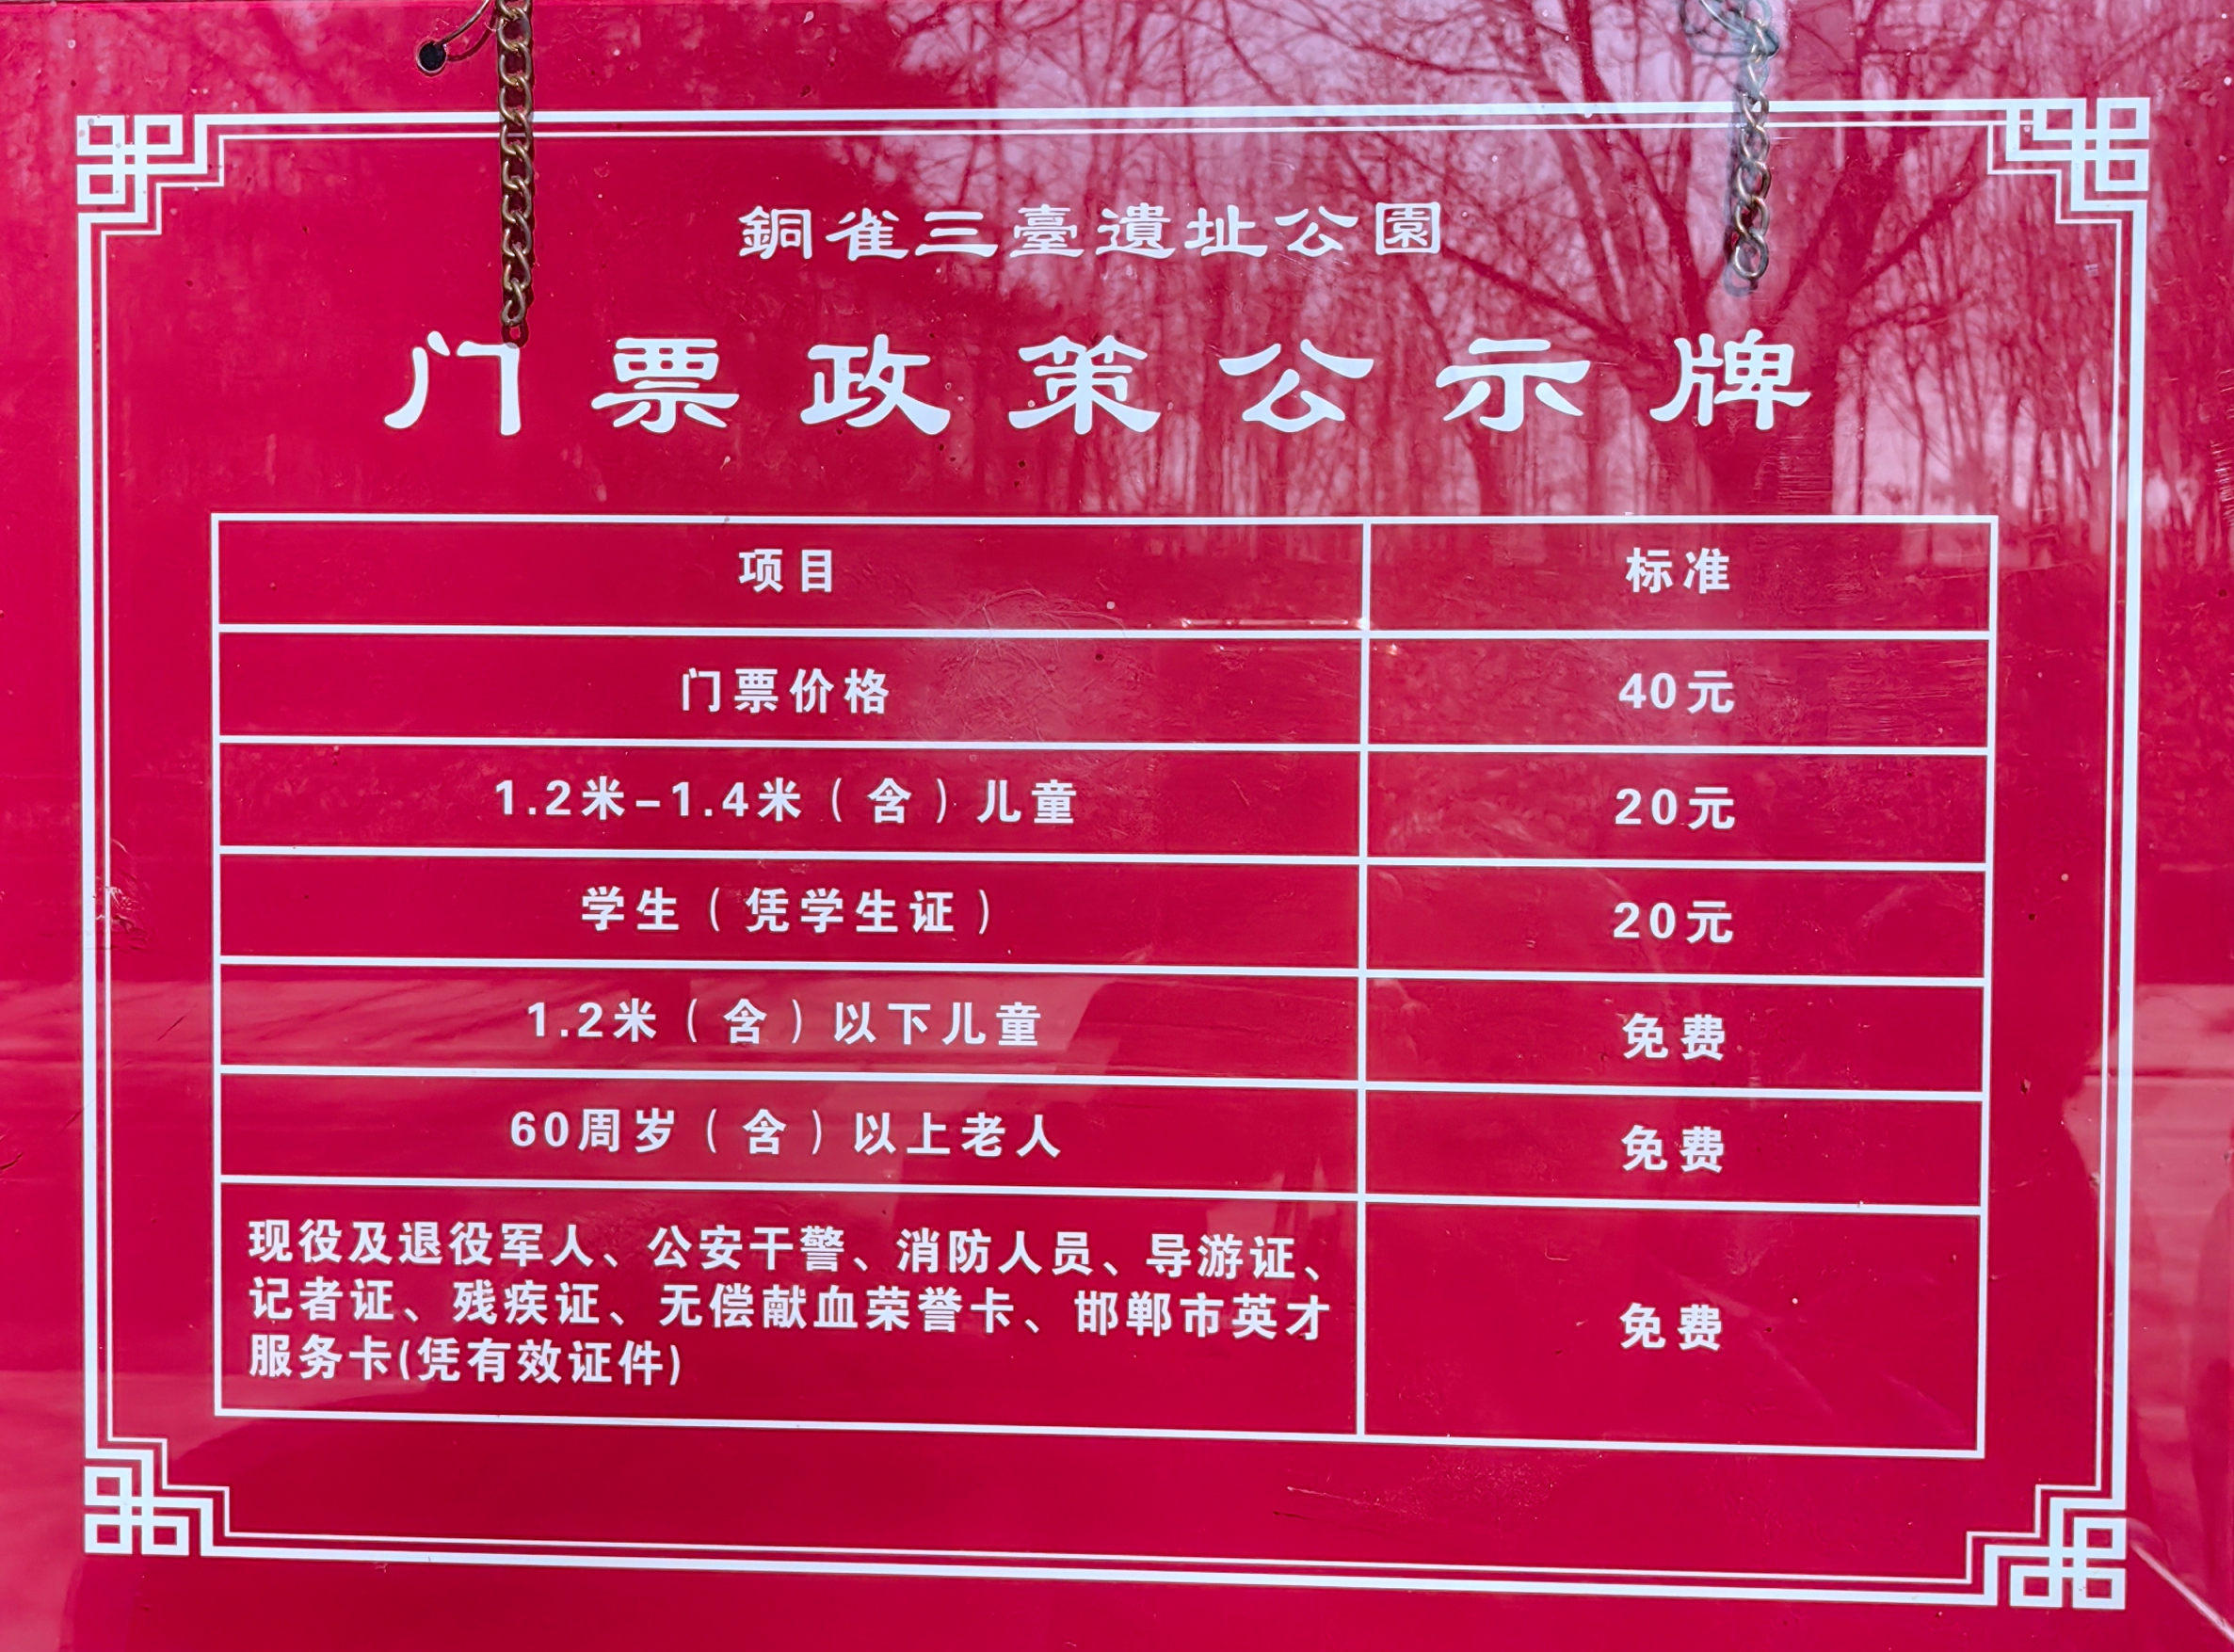 銅雀三臺遺址公園
门票政策公示牌
项目 标准
门票价格 40元
1.2米-1.4米（含）儿童 20元
学生（凭学生证） 20元
1.2米（含）以下儿童 免费
60周岁（含）以上老人 免费
现役及退役军人、公安干警、消防人员、导游证、
记者证、残疾证、无偿献血荣誉卡、邯郸市英才
服务卡(凭有效证件)
免费